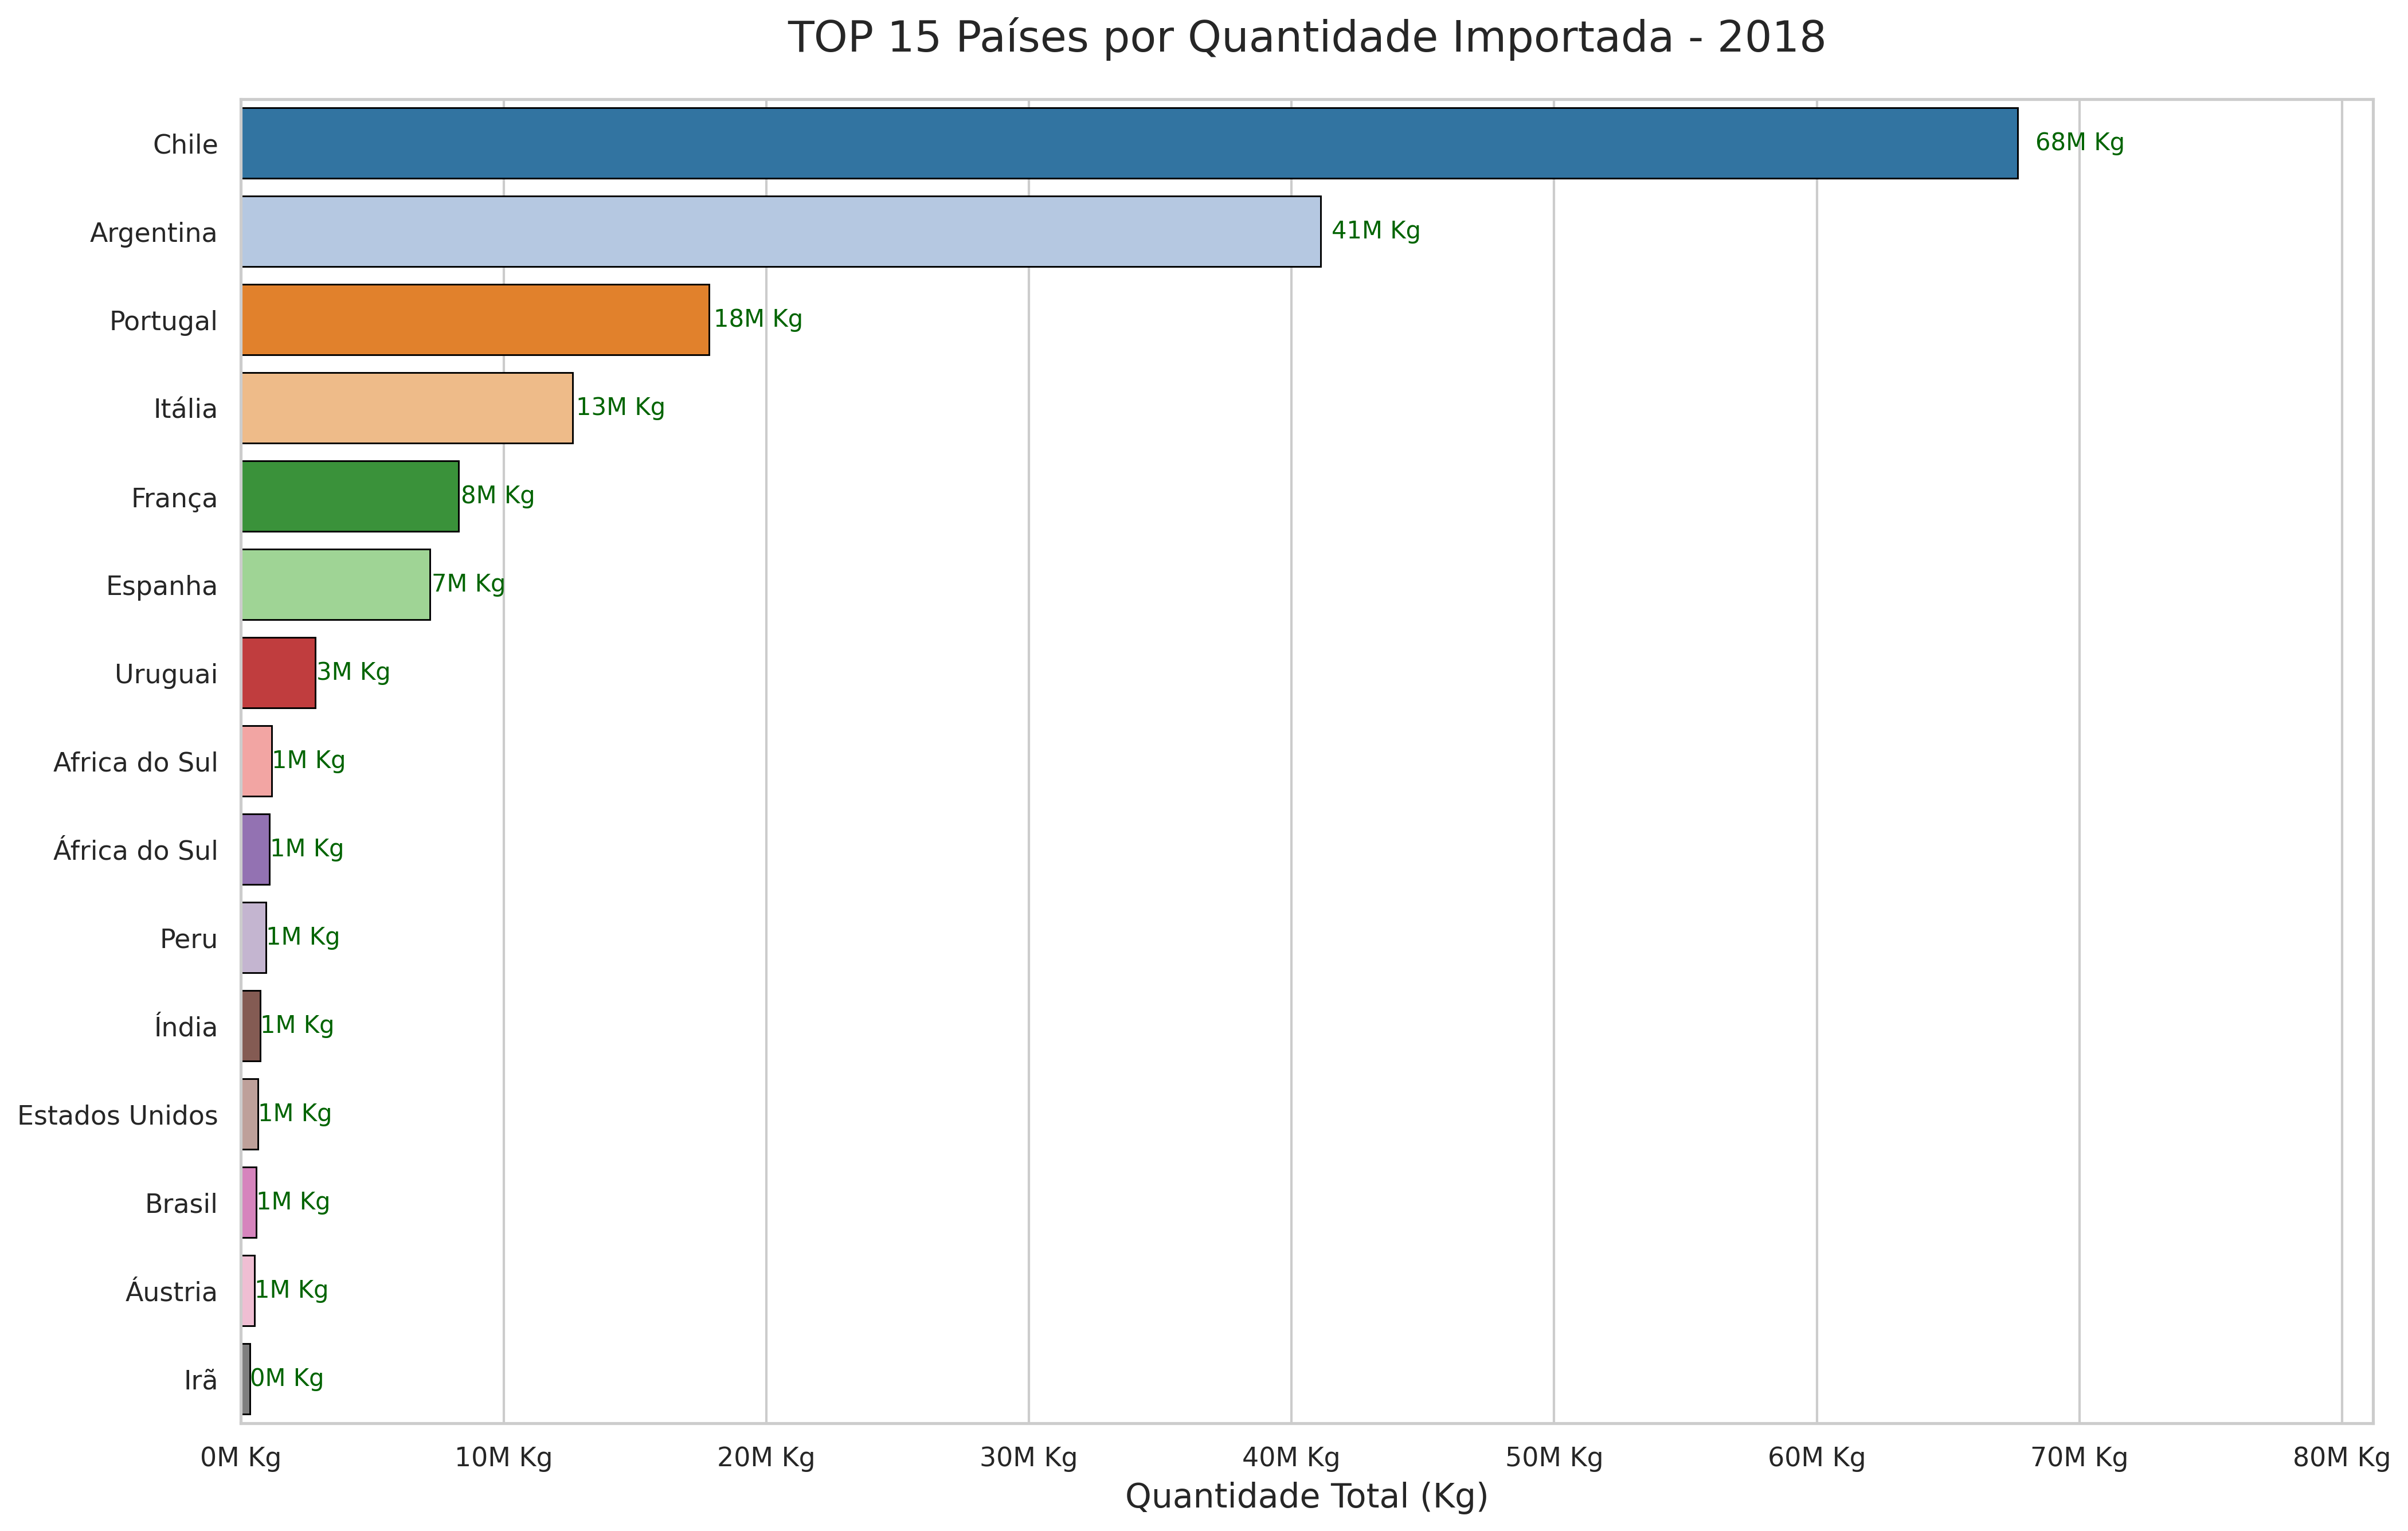 TOP 15 Países por Quantidade Importada - 2018
Chile
68M Kg
Argentina
41M Kg
Portugal
18M Kg
Itália
13M Kg
França
8M Kg
Espanha
7M Kg
Uruguai
3M Kg
Africa do Sul
1M Kg
África do Sul
1M Kg
Peru
1M Kg
Índia
1M Kg
Estados Unidos
1M Kg
Brasil
1M Kg
Áustria
1M Kg
Irã
0M Kg
0M Kg 10M Kg 20M Kg 30M Kg 40M Kg 50M Kg 60M Kg 70M Kg 80M Kg
Quantidade Total (Kg)